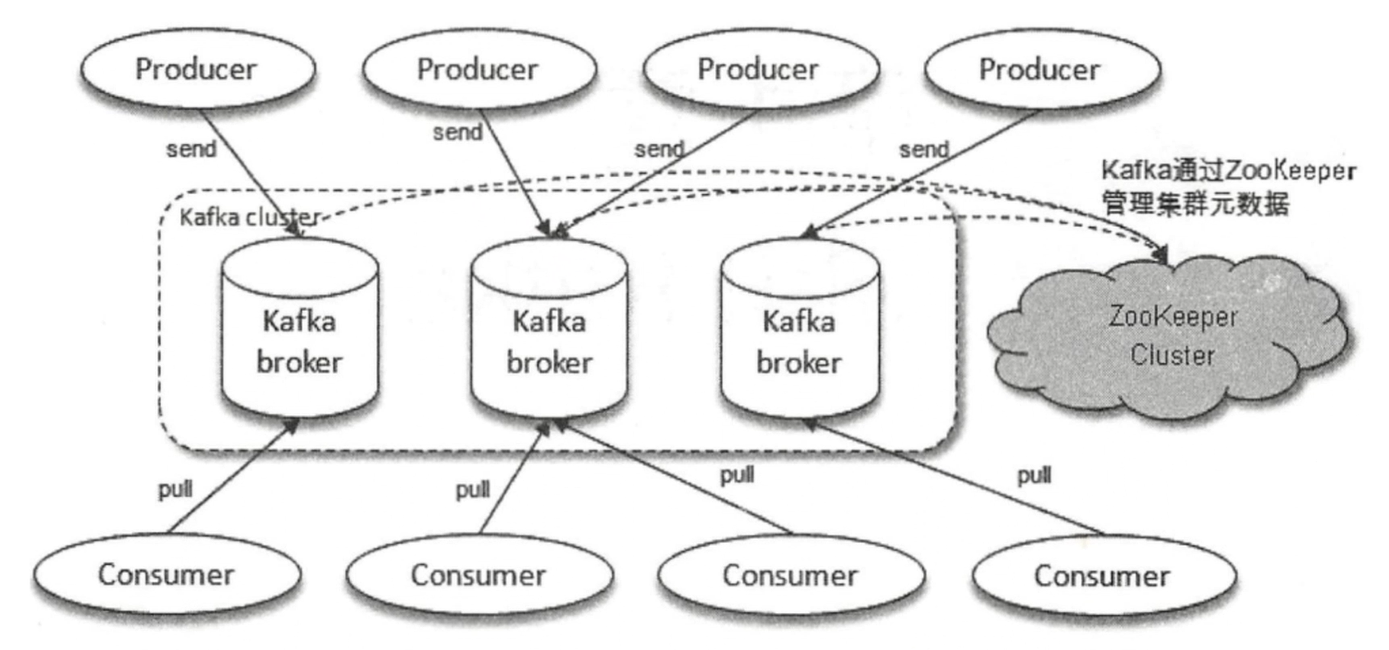 Producer
Producer
Producer
Producer
send
send
send
send
Kafka通过ZooKeeper
管理集群元数据
Kafka cluster
Kafka
broker
Kafka
broker
Kafka
broker
ZooKeeper
Cluster
pull
pull
pull
pull
Consumer
Consumer
Consumer
Consumer